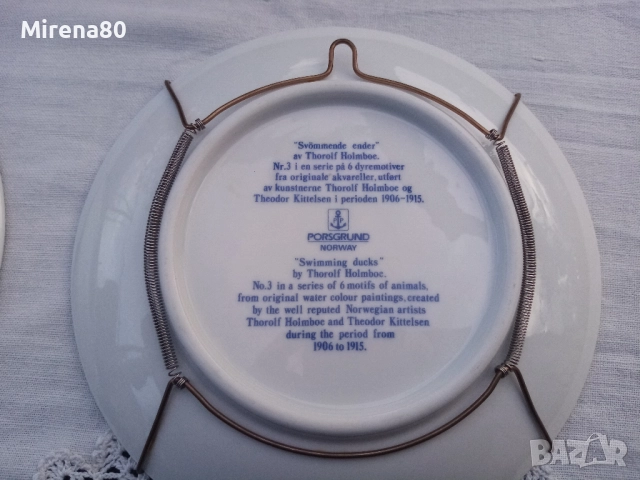 Mirena80
"Svömmende ender"
av Thorolf Holmboe.
Nr.3 i en serie på 6 dyremotiver
fra originale akvareller, utført
av kunstnerne Thorolf Holmboe og
Theodor Kittelsen i perioden 1906-1915.
PORSGRUND
NORWAY
"Swimming ducks"
by Thorolf Holmboe.
No.3 in a series of 6 motifs of animals,
from original water colour paintings, created
by the well reputed Norwegian artists
Thorolf Holmboe and Theodor Kittelsen
during the period from
1906 to 1915.
BAZAR